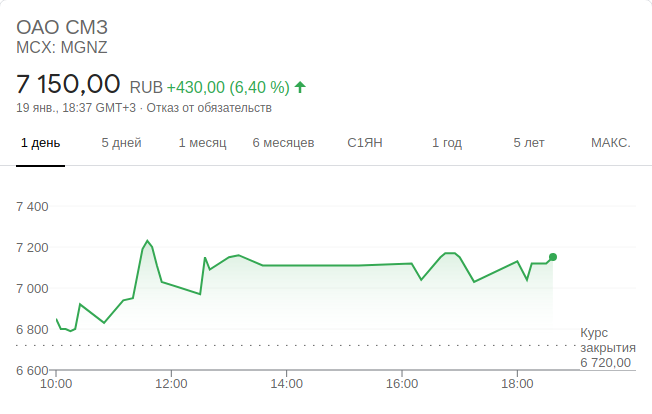 ОАО СМЗ
MCX: MGNZ
7 150,00 RUB +430,00 (6,40 %)
19 янв., 18:37 GMT+3 · Отказ от обязательств
1 день 5 дней 1 месяц 6 месяцев С1ЯН 1 год 5 лет МАКС.
7 400
7 200
7 000
6 800
6 600
Курс
закрытия
6 720,00
10:00 12:00 14:00 16:00 18:00